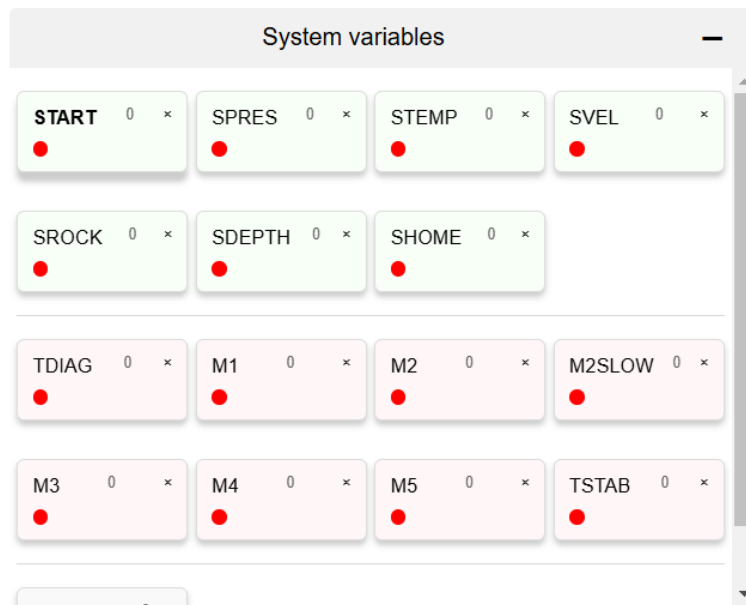 System variables
START 0 ×
SPRES 0 ×
STEMP 0 ×
SVEL 0 ×
SROCK 0 ×
SDEPTH 0 ×
SHOME 0 ×
TDIAG 0 ×
M1 0 ×
M2 0 ×
M2SLOW 0 ×
M3 0 ×
M4 0 ×
M5 0 ×
TSTAB 0 ×